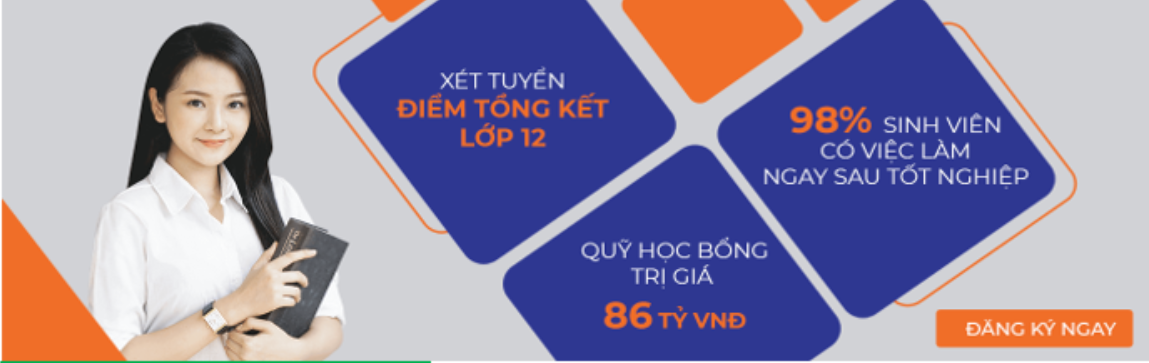 XÉT TUYỂN
ĐIỂM TỔNG KẾT
LỚP 12
98% SINH VIÊN
CÓ VIỆC LÀM
NGAY SAU TỐT NGHIỆP
QUỸ HỌC BỔNG
TRỊ GIÁ
86 TỶ VNĐ
ĐĂNG KÝ NGAY